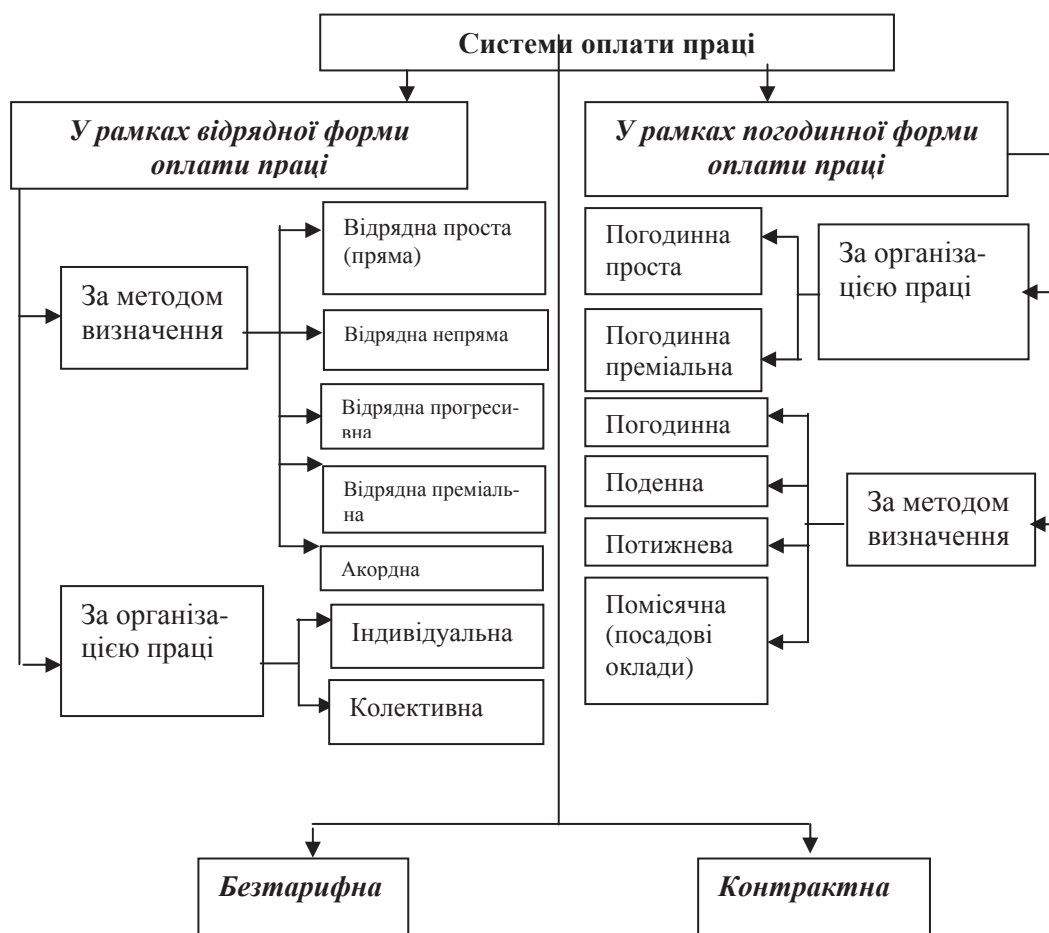 Системи оплати праці
У рамках відрядної форми
оплати праці
У рамках погодинної форми
оплати праці
За методом
визначення
Відрядна проста
(пряма)
Відрядна непряма
Відрядна прогреси-
вна
Відрядна преміаль-
на
Акордна
За організа-
цією праці
Індивідуальна
Колективна
Погодинна
проста
Погодинна
преміальна
За організа-
цією праці
Погодинна
Поденна
Потижнева
Помісячна
(посадові
оклади)
За методом
визначення
Безтарифна
Контрактна